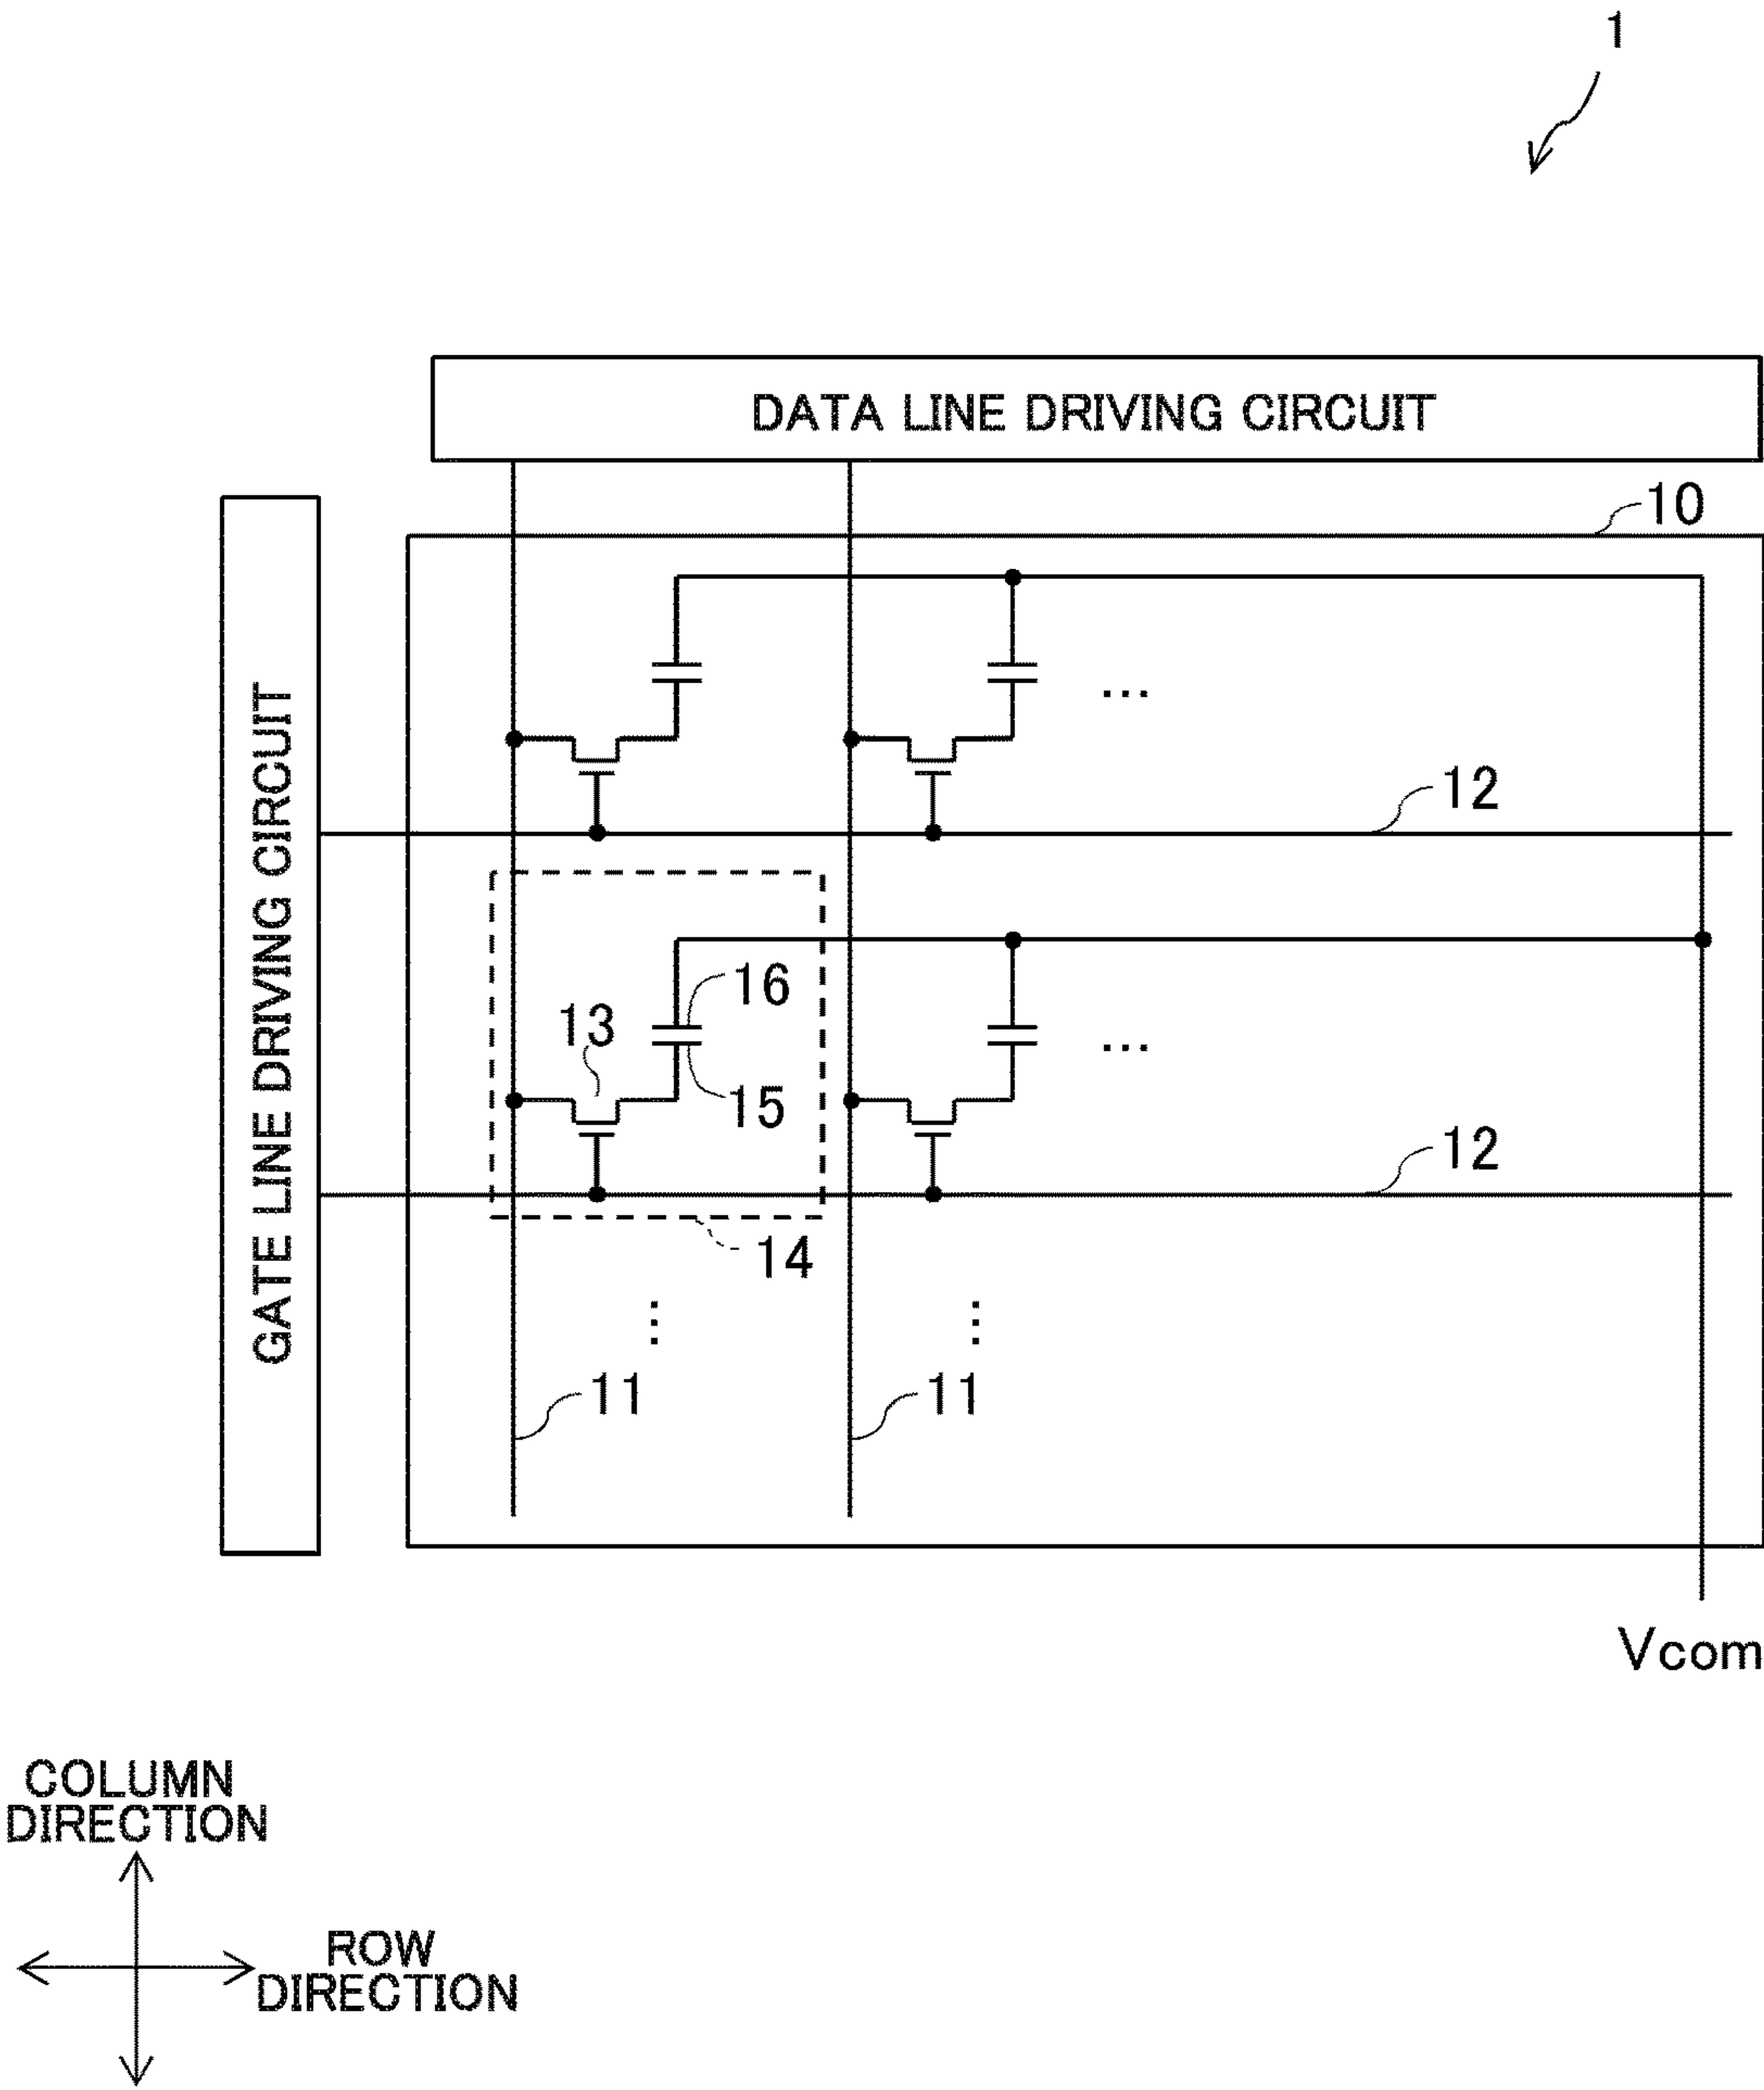 1
DATA LINE DRIVING CIRCUIT
10
GATE LINE DRIVING CIRCUIT
...
12
16
13
...
15
12
14
⋮
⋮
11
11
Vcom
COLUMN
DIRECTION
ROW
DIRECTION